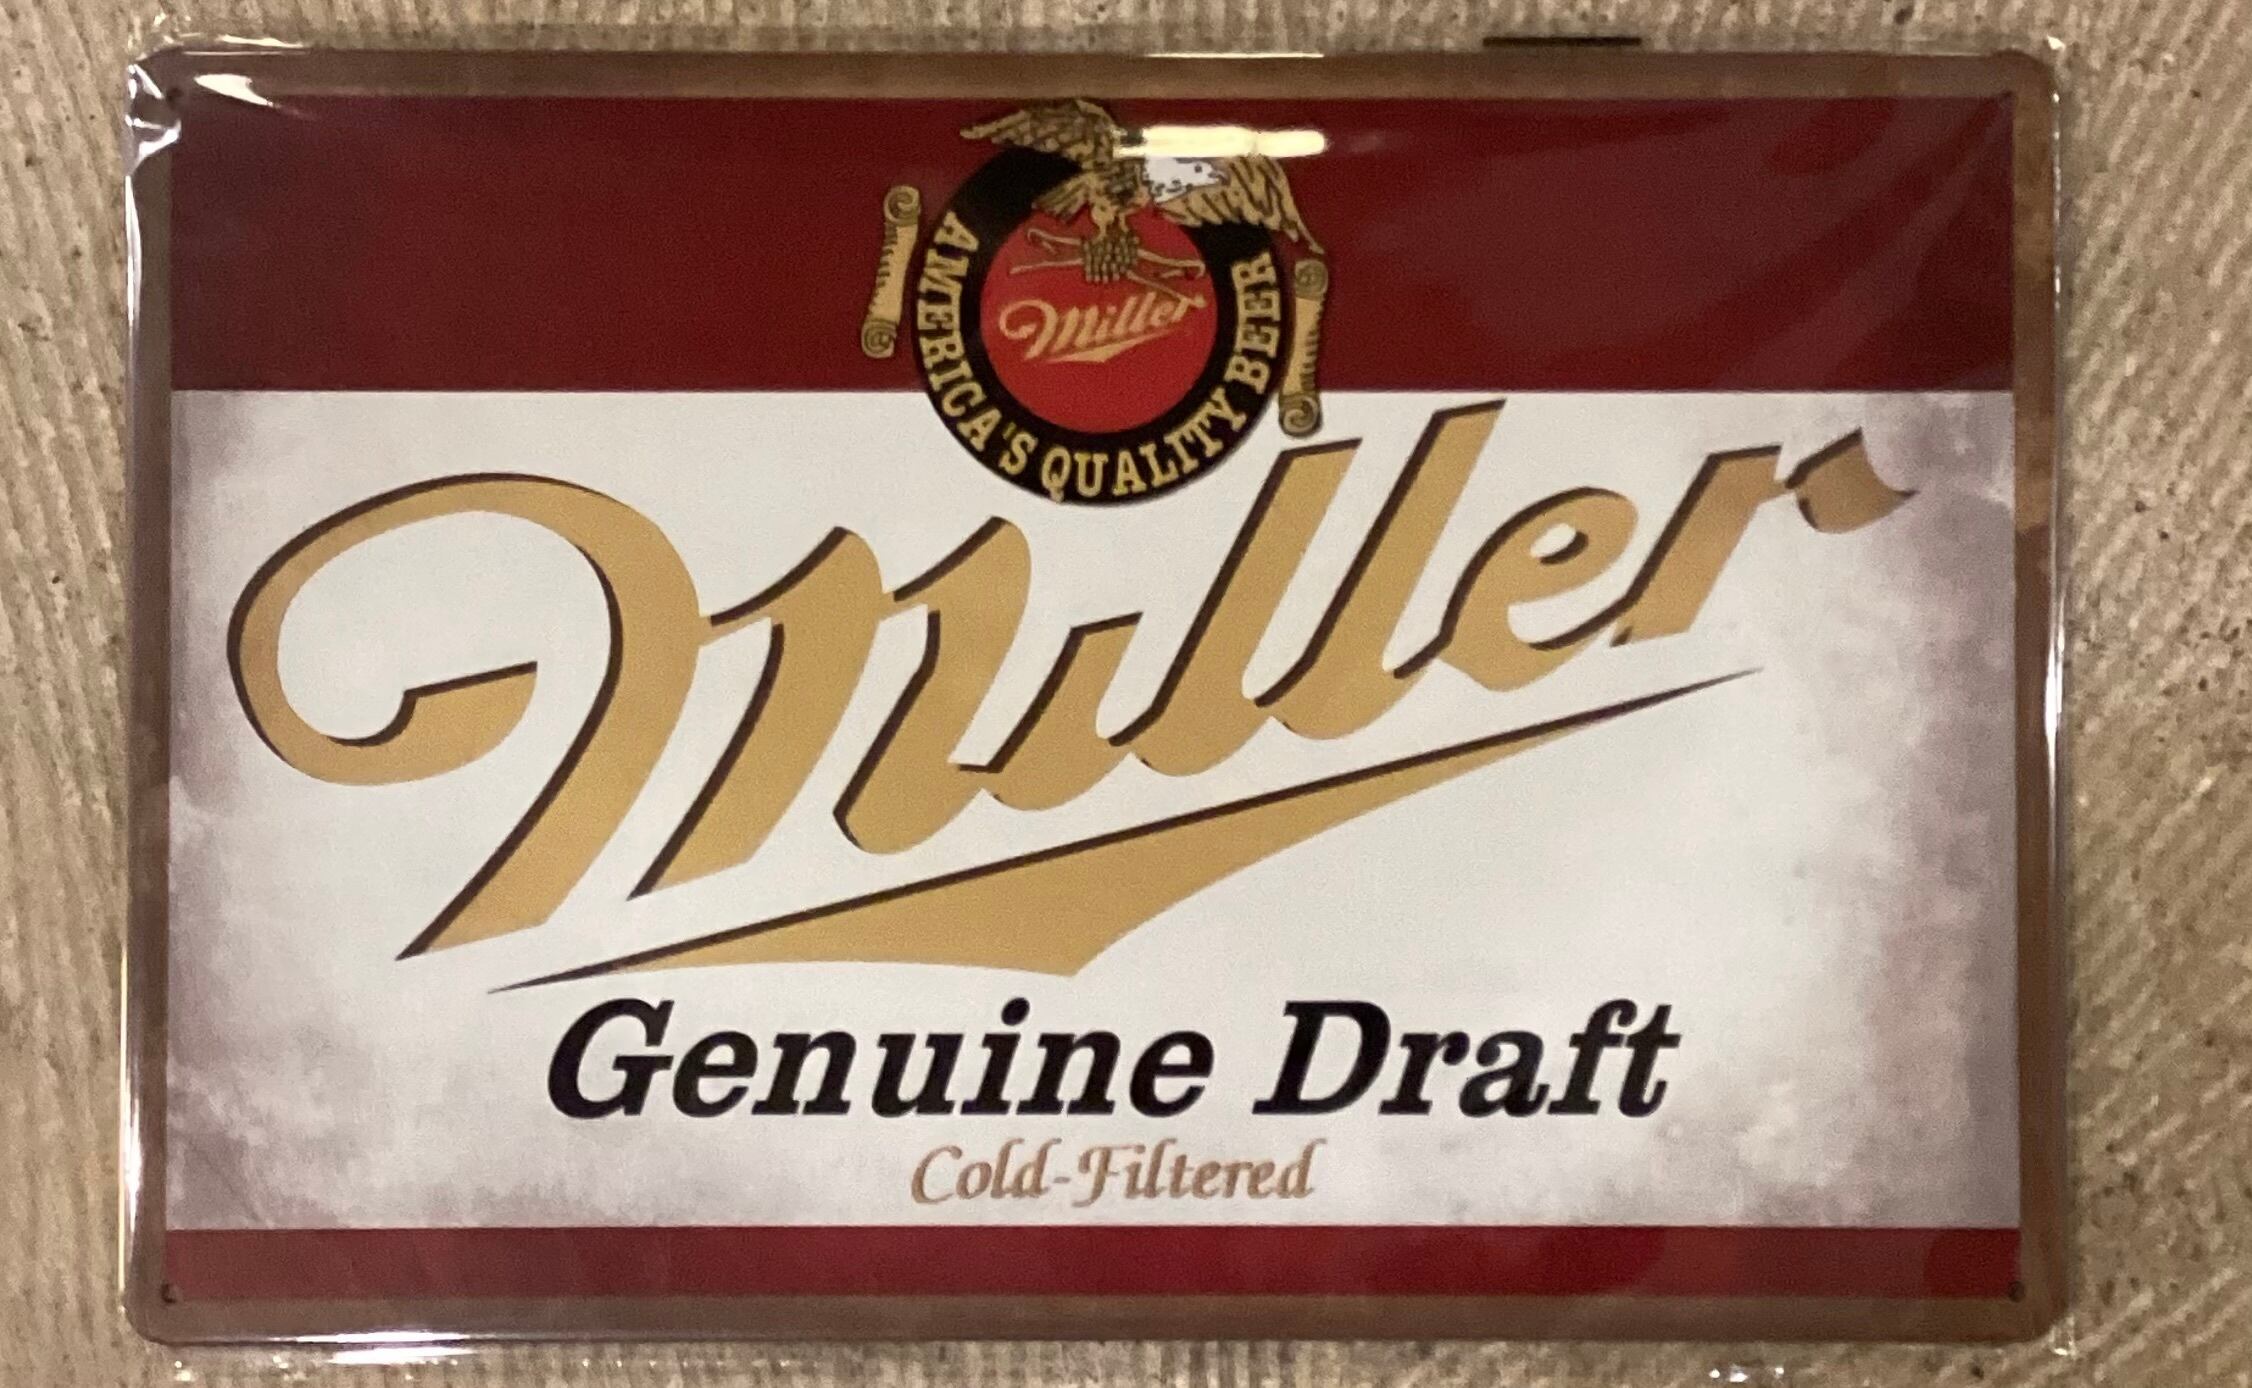 Miller
AMERICA'S QUALITY BEER
Miller
Genuine Draft
Cold-Filtered